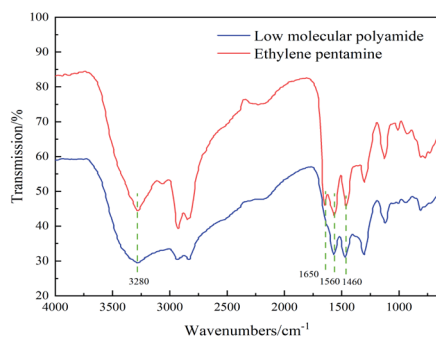 100
90
80
70
60
50
40
30
20
Transmission/%
Low molecular polyamide
Ethylene pentamine
3280
1650
1560 1460
4000 3500 3000 2500 2000 1500 1000
Wavenumbers/cm⁻¹